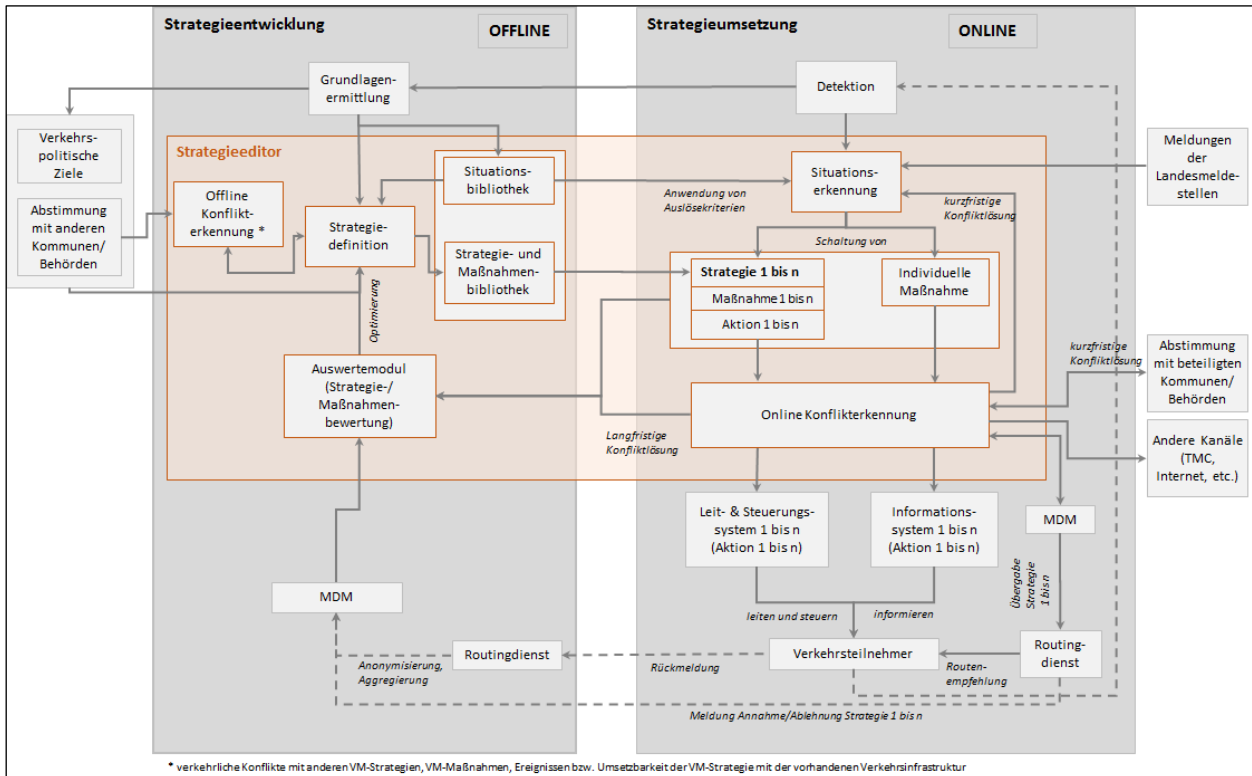 Strategieentwicklung
OFFLINE
Strategieumsetzung
ONLINE
Grundlagen-
ermittlung
Detektion
Verkehrs-
politische
Ziele
Abstimmung
mit anderen
Kommunen/
Behörden
Strategieeditor
Offline
Konflikt-
erkennung *
Strategie-
definition
Situations-
bibliothek
Strategie- und
Maßnahmen-
bibliothek
Optimierung
Auswertemodul
(Strategie-/
Maßnahmen-
bewertung)
Anwendung von
Auslösekriterien
Situations-
erkennung
kurzfristige
Konfliktlösung
Meldungen
der
Landesmelde-
stellen
Schaltung von
Strategie 1 bis n
Maßnahme 1 bis n
Aktion 1 bis n
Individuelle
Maßnahme
Online Konflikterkennung
Langfristige
Konfliktlösung
kurzfristige
Konfliktlösung
Abstimmung
mit beteiligten
Kommunen/
Behörden
Andere Kanäle
(TMC,
Internet, etc.)
Leit- & Steuerungs-
system 1 bis n
(Aktion 1 bis n)
Informations-
system 1 bis n
(Aktion 1 bis n)
MDM
Übergabe
Strategie
1 bis n
MDM
leiten und steuern
informieren
Anonymisierung,
Aggregierung
Routingdienst
Rückmeldung
Verkehrsteilnehmer
Routen-
empfehlung
Routing-
dienst
Meldung Annahme/Ablehnung Strategie 1 bis n
* verkehrliche Konflikte mit anderen VM-Strategien, VM-Maßnahmen, Ereignissen bzw. Umsetzbarkeit der VM-Strategie mit der vorhandenen Verkehrsinfrastruktur